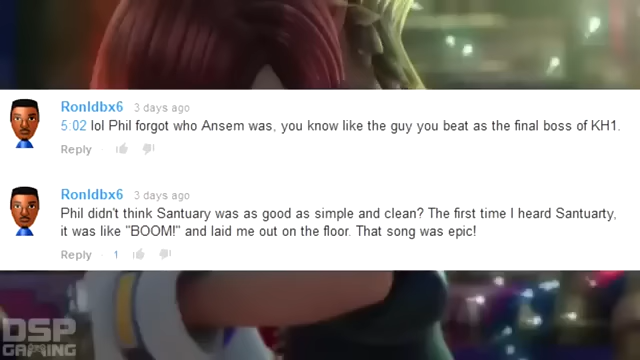 Ronldbx6 3 days ago
5:02 lol Phil forgot who Ansem was, you know like the guy you beat as the final boss of KH1.
Reply
Ronldbx6 3 days ago
Phil didn't think Santuary was as good as simple and clean? The first time I heard Santuarty,
it was like "BOOM!" and laid me out on the floor. That song was epic!
Reply 1
DSP
GAMING